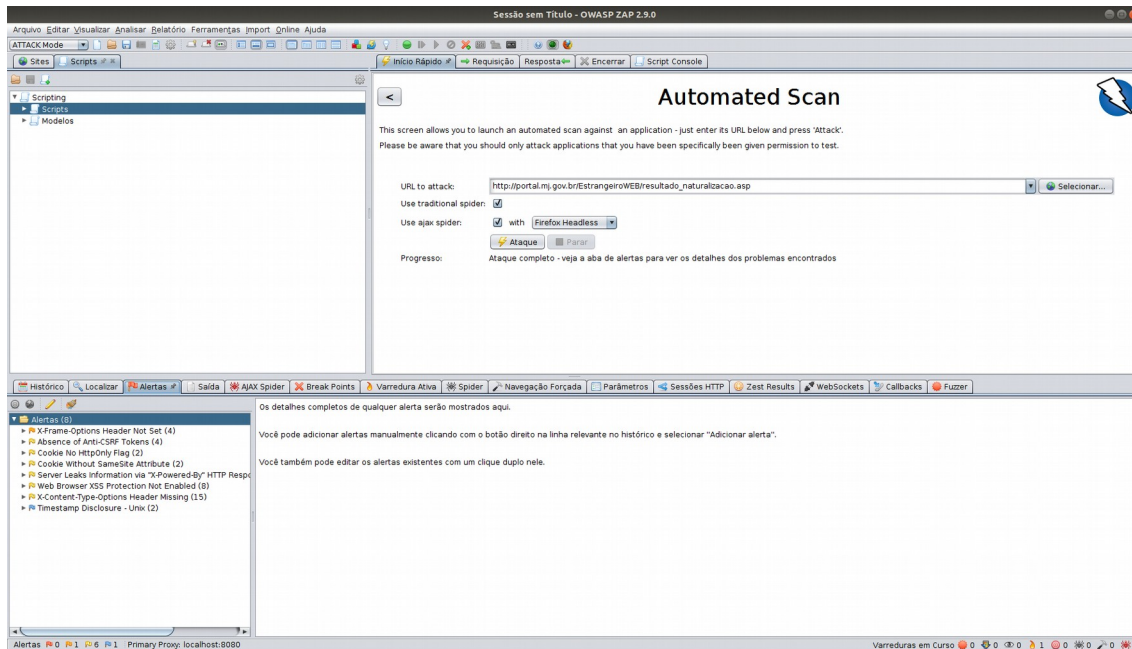 Sessão sem Título - OWASP ZAP 2.9.0
Arquivo Editar Visualizar Analisar Relatório Ferramentas Import Online Ajuda
ATTACK Mode
Sites Scripts
Início Rápido Requisição Resposta Encerrar Script Console
Scripting
Scripts
Modelos
<
Automated Scan
This screen allows you to launch an automated scan against an application - just enter its URL below and press 'Attack'.
Please be aware that you should only attack applications that you have been specifically been given permission to test.
URL to attack: http://portal.mj.gov.br/EstrangeiroWEB/resultado_naturalizacao.asp Selecionar...
Use traditional spider:
Use ajax spider: with Firefox Headless
Ataque Parar
Progresso: Ataque completo - veja a aba de alertas para ver os detalhes dos problemas encontrados
Histórico Localizar Alertas Saída AJAX Spider Break Points Varredura Ativa Spider Navegação Forçada Parâmetros Sessões HTTP Zest Results WebSockets Callbacks Fuzzer
Alertas (8)
X-Frame-Options Header Not Set (4)
Absence of Anti-CSRF Tokens (4)
Cookie No HttpOnly Flag (2)
Cookie Without SameSite Attribute (2)
Server Leaks Information via "X-Powered-By" HTTP Respo
Web Browser XSS Protection Not Enabled (8)
X-Content-Type-Options Header Missing (15)
Timestamp Disclosure - Unix (2)
Os detalhes completos de qualquer alerta serão mostrados aqui.
Você pode adicionar alertas manualmente clicando com o botão direito na linha relevante no histórico e selecionar "Adicionar alerta".
Você também pode editar os alertas existentes com um clique duplo nele.
Alertas 0 1 6 1 Primary Proxy: localhost:8080
Varreduras em Curso 0 0 0 1 0 0 0